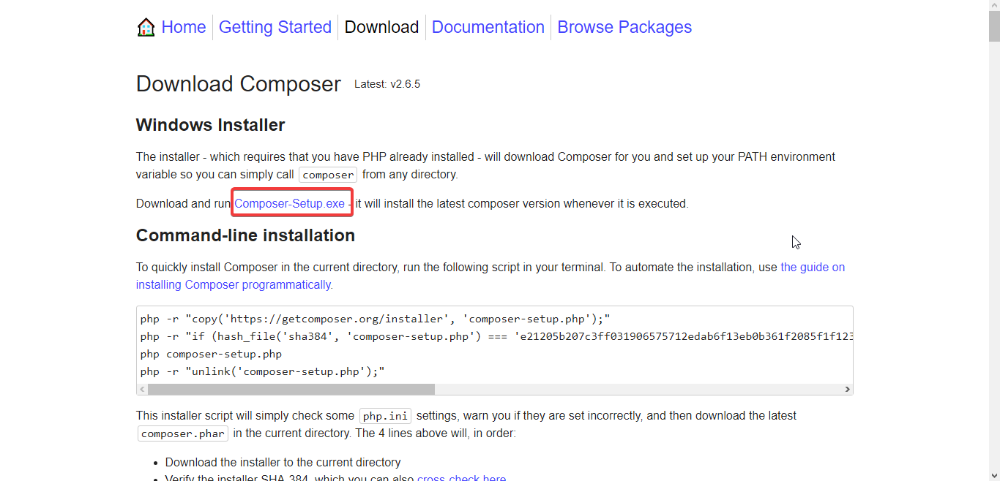 Home Getting Started Download Documentation Browse Packages
Download Composer Latest: v2.6.5
Windows Installer
The installer - which requires that you have PHP already installed - will download Composer for you and set up your PATH environment
variable so you can simply call composer from any directory.
Download and run Composer-Setup.exe - it will install the latest composer version whenever it is executed.
Command-line installation
To quickly install Composer in the current directory, run the following script in your terminal. To automate the installation, use the guide on
installing Composer programmatically.
php -r "copy('https://getcomposer.org/installer', 'composer-setup.php');"
php -r "if (hash_file('sha384', 'composer-setup.php') === 'e21205b207c3ff031906575712edab6f13eb0b361f2085f1f123
php composer-setup.php
php -r "unlink('composer-setup.php');"
This installer script will simply check some php.ini settings, warn you if they are set incorrectly, and then download the latest
composer.phar in the current directory. The 4 lines above will, in order:
• Download the installer to the current directory
• Verify the installer SHA-384, which you can also cross-check here